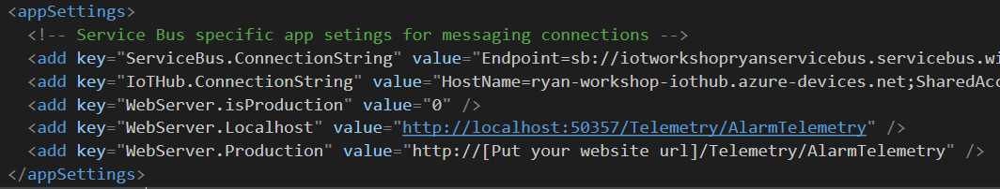 <appSettings>
<!-- Service Bus specific app setings for messaging connections -->
<add key="ServiceBus.ConnectionString" value="Endpoint=sb://iotworkshopryanservicebus.servicebus.wi
<add key="IoTHub.ConnectionString" value="HostName=ryan-workshop-iothub.azure-devices.net;SharedAcc
<add key="WebServer.isProduction" value="0" />
<add key="WebServer.Localhost" value="http://localhost:50357/Telemetry/AlarmTelemetry" />
<add key="WebServer.Production" value="http://[Put your website url]/Telemetry/AlarmTelemetry" />
</appSettings>